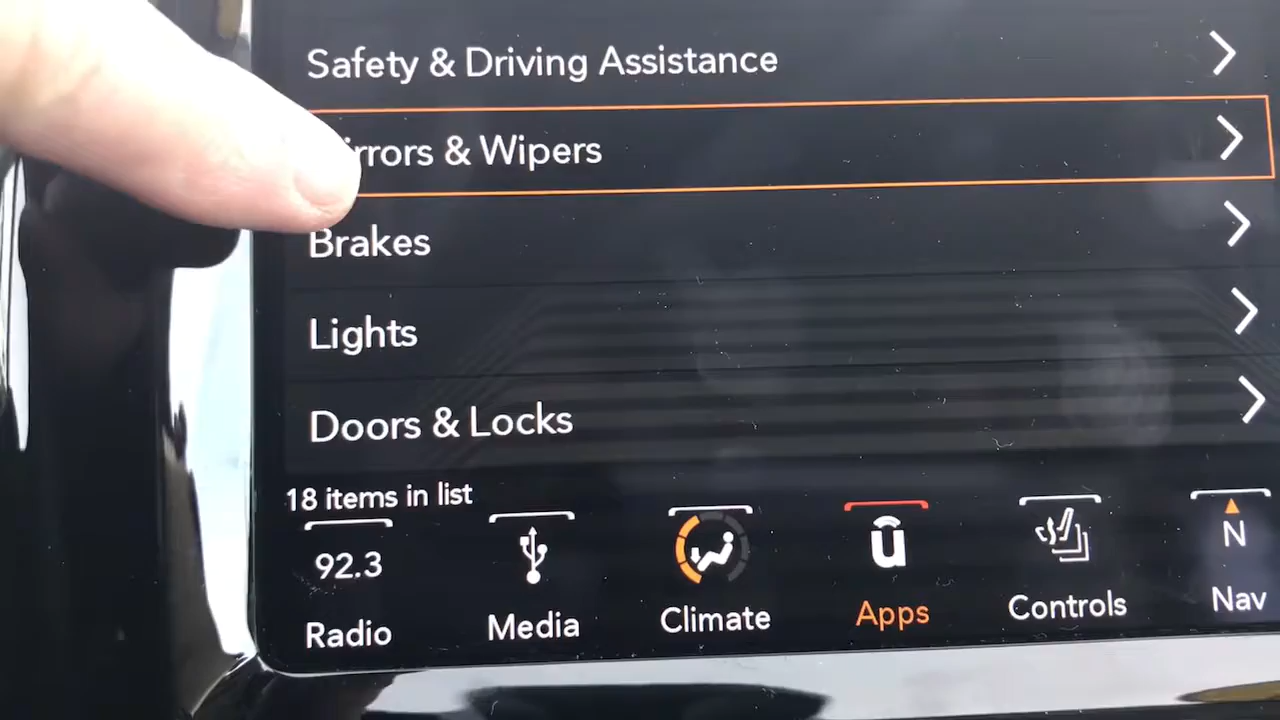 Safety & Driving Assistance
irrors & Wipers
Brakes
Lights
Doors & Locks
18 items in list
92.3
N
Radio
Media
Climate
Apps
Controls
Nav